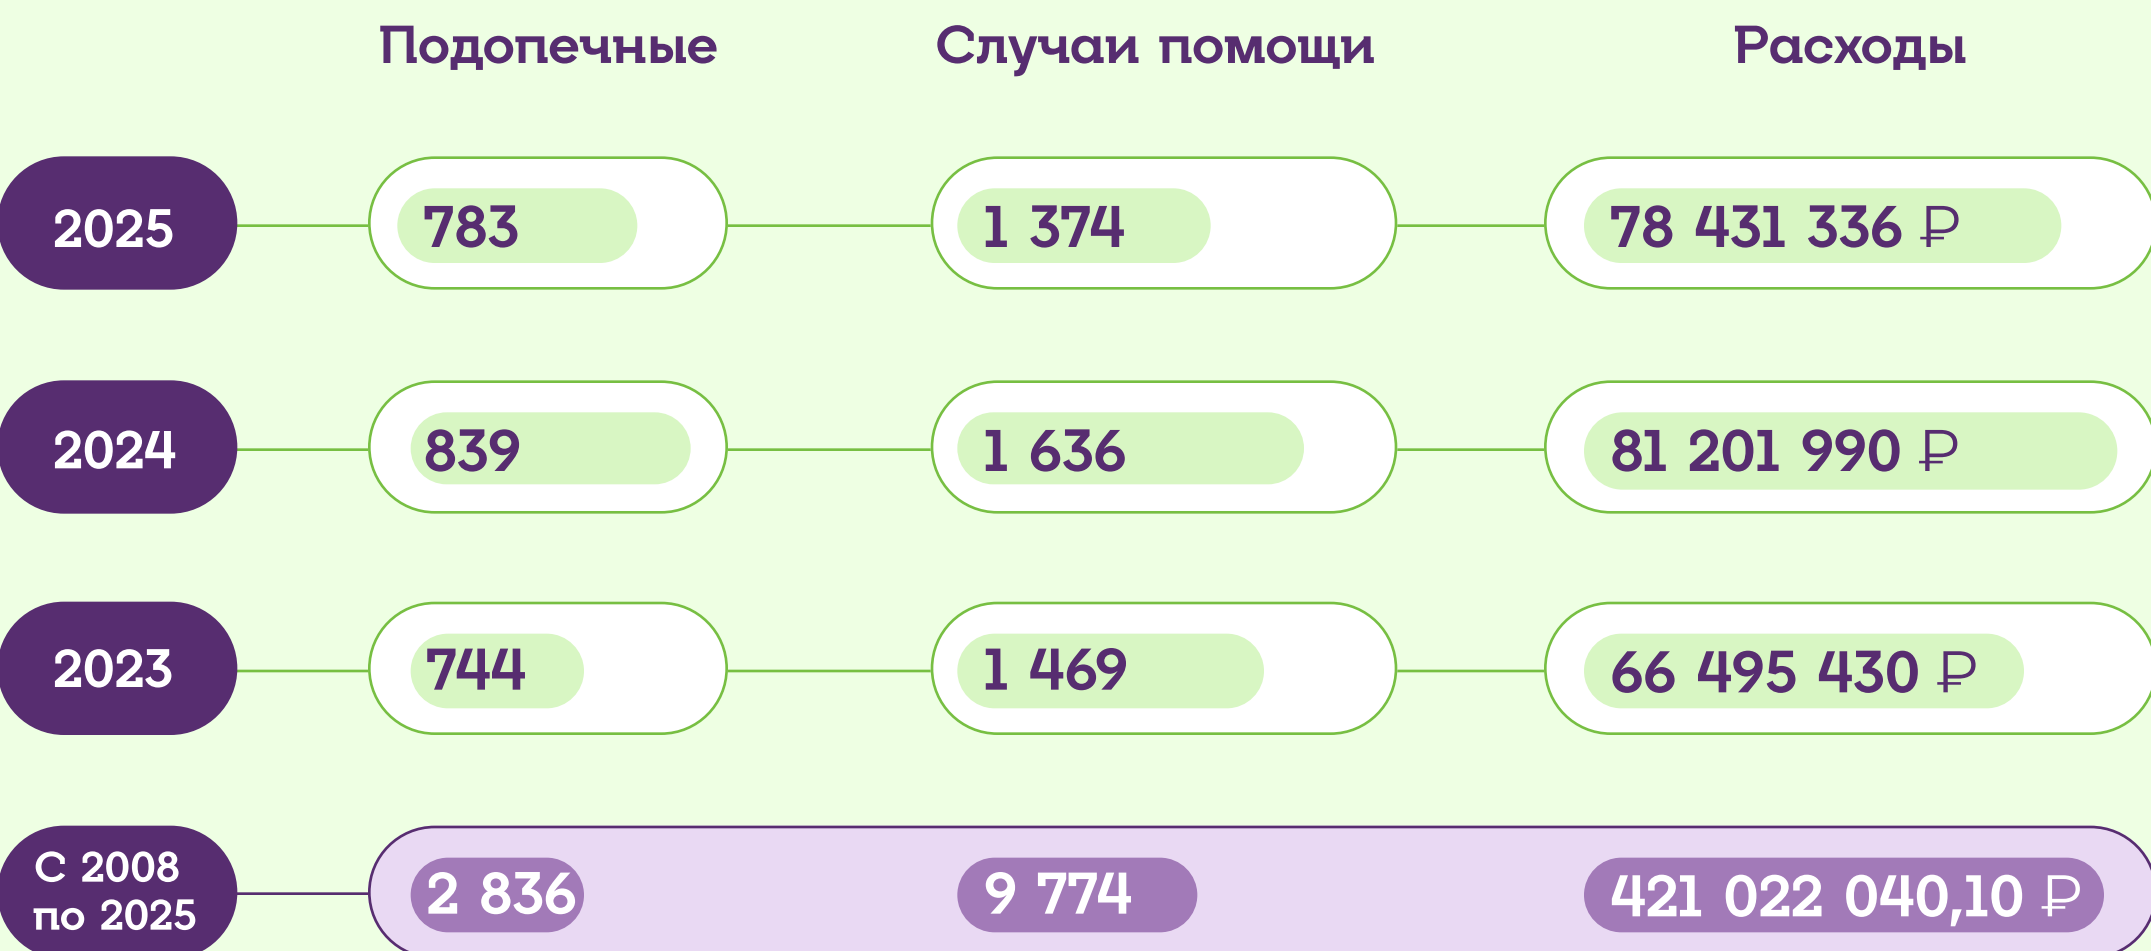 Подопечные Случаи помощи Расходы
2025 783 1 374 78 431 336 ₽
2024 839 1 636 81 201 990 ₽
2023 744 1 469 66 495 430 ₽
С 2008
по 2025
2 836 9 774 421 022 040,10 ₽